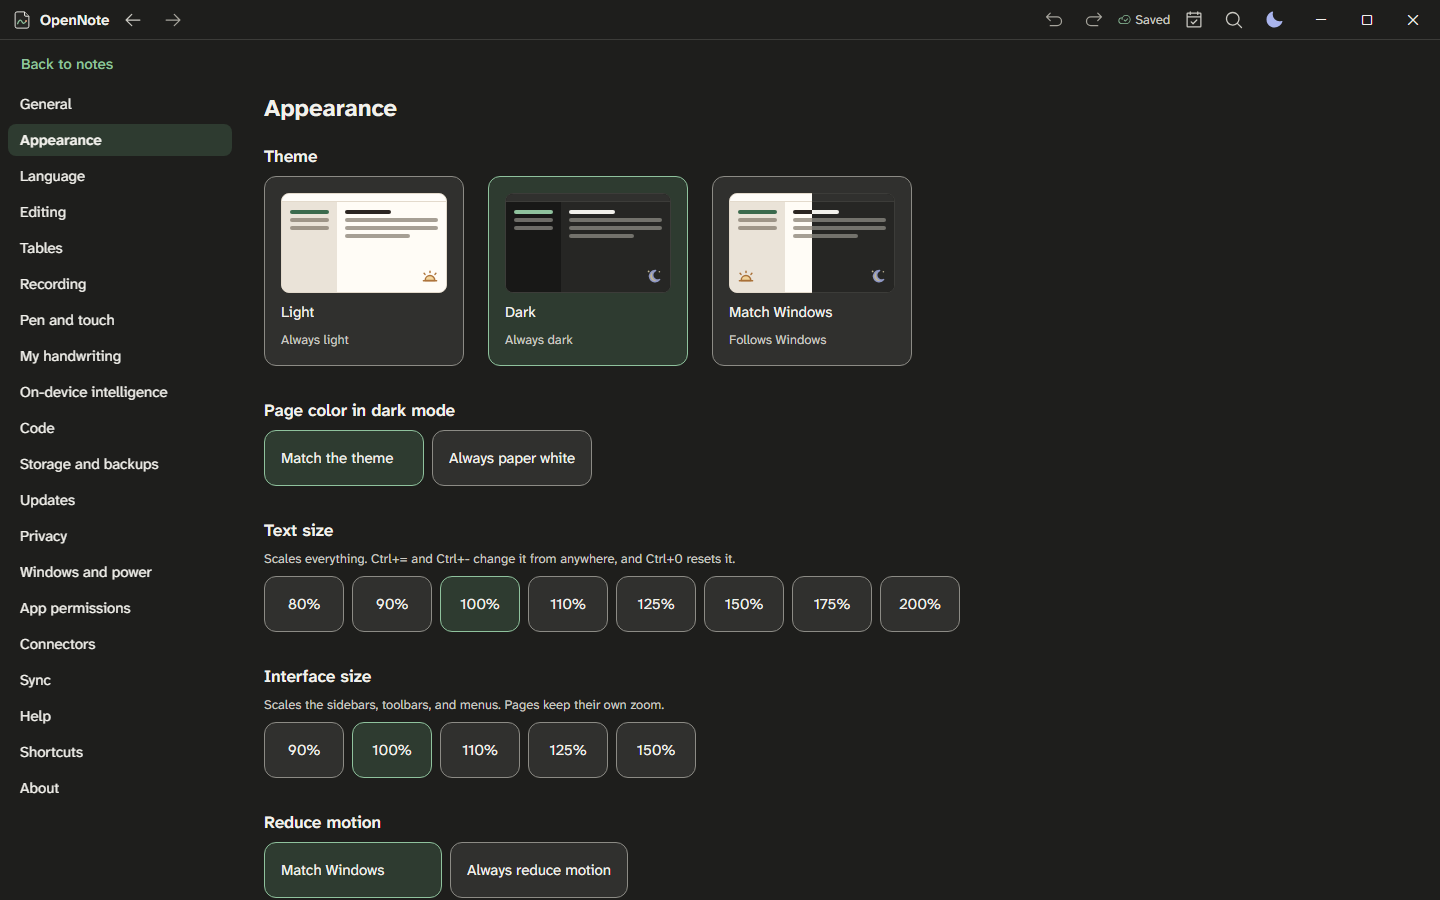 OpenNote
Saved
Back to notes
General
Appearance
Language
Editing
Tables
Recording
Pen and touch
My handwriting
On-device intelligence
Code
Storage and backups
Updates
Privacy
Windows and power
App permissions
Connectors
Sync
Help
Shortcuts
About
Appearance
Theme
Light
Always light
Dark
Always dark
Match Windows
Follows Windows
Page color in dark mode
Match the theme
Always paper white
Text size
Scales everything. Ctrl+= and Ctrl+- change it from anywhere, and Ctrl+0 resets it.
80% 90% 100% 110% 125% 150% 175% 200%
Interface size
Scales the sidebars, toolbars, and menus. Pages keep their own zoom.
90% 100% 110% 125% 150%
Reduce motion
Match Windows
Always reduce motion